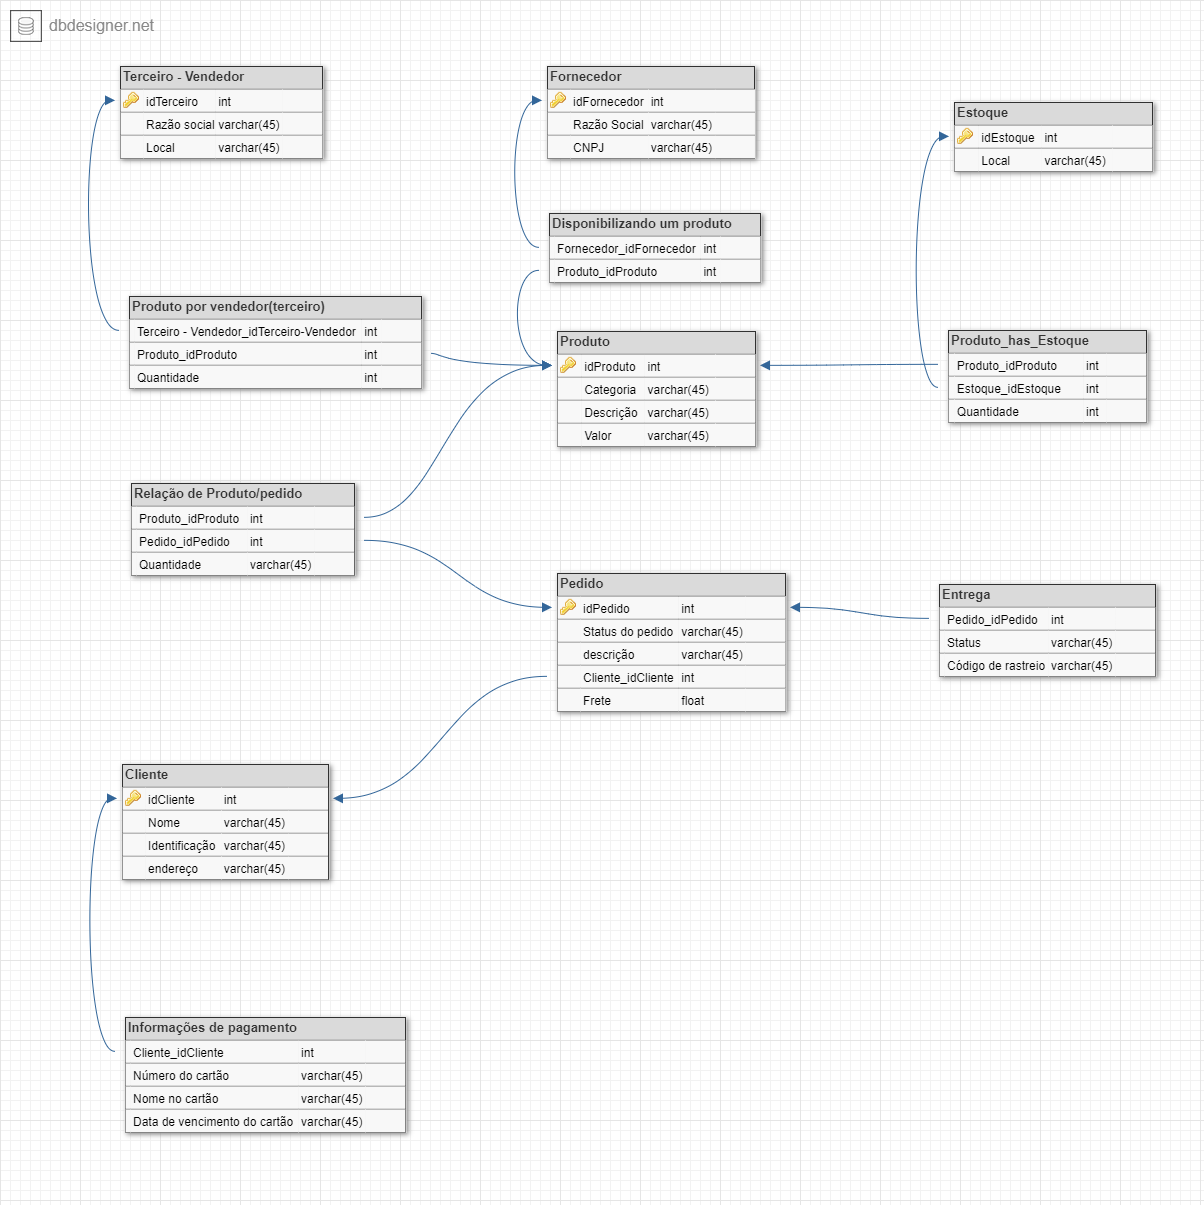 dbdesigner.net
Terceiro - Vendedor
idTerceiro int
Razão social varchar(45)
Local varchar(45)
Fornecedor
idFornecedor int
Razão Social varchar(45)
CNPJ varchar(45)
Estoque
idEstoque int
Local varchar(45)
Disponibilizando um produto
Fornecedor_idFornecedor int
Produto_idProduto int
Produto por vendedor(terceiro)
Terceiro - Vendedor_idTerceiro-Vendedor int
Produto_idProduto int
Quantidade int
Produto
idProduto int
Categoria varchar(45)
Descrição varchar(45)
Valor varchar(45)
Produto_has_Estoque
Produto_idProduto int
Estoque_idEstoque int
Quantidade int
Relação de Produto/pedido
Produto_idProduto int
Pedido_idPedido int
Quantidade varchar(45)
Pedido
idPedido int
Status do pedido varchar(45)
descrição varchar(45)
Cliente_idCliente int
Frete float
Entrega
Pedido_idPedido int
Status varchar(45)
Código de rastreio varchar(45)
Cliente
idCliente int
Nome varchar(45)
Identificação varchar(45)
endereço varchar(45)
Informações de pagamento
Cliente_idCliente int
Número do cartão varchar(45)
Nome no cartão varchar(45)
Data de vencimento do cartão varchar(45)